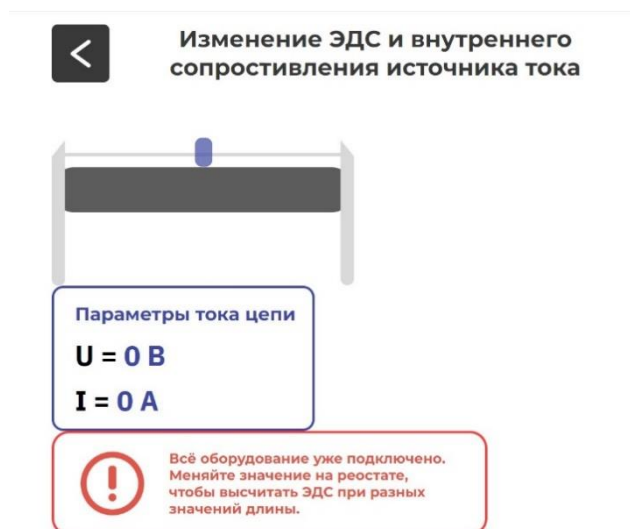 Изменение ЭДС и внутреннего
сопростивления источника тока
Параметры тока цепи
U = 0 В
I = 0 А
Всё оборудование уже подключено.
Меняйте значение на реостате,
чтобы высчитать ЭДС при разных
значений длины.